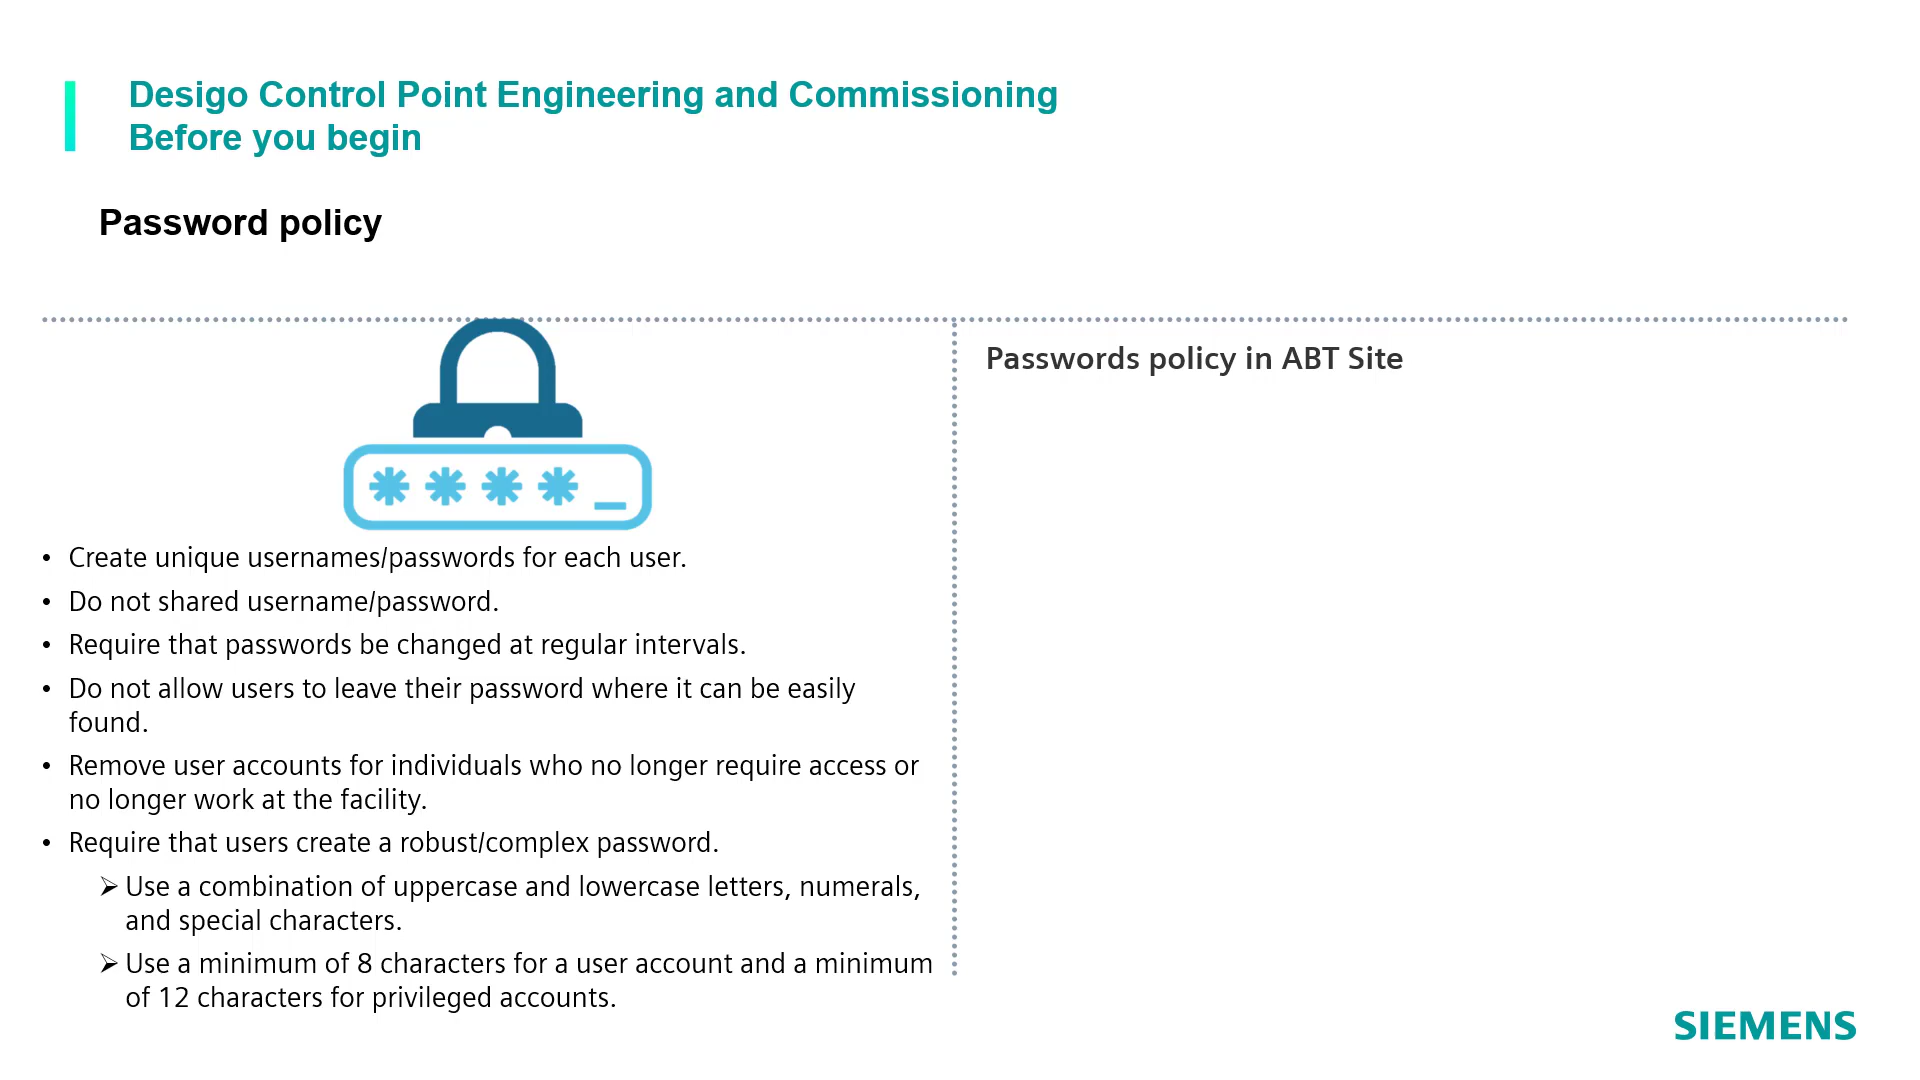 Desigo Control Point Engineering and Commissioning
Before you begin
Password policy
* * * * _
• Create unique usernames/passwords for each user.
• Do not shared username/password.
• Require that passwords be changed at regular intervals.
• Do not allow users to leave their password where it can be easily
found.
• Remove user accounts for individuals who no longer require access or
no longer work at the facility.
• Require that users create a robust/complex password.
➢ Use a combination of uppercase and lowercase letters, numerals,
and special characters.
➢ Use a minimum of 8 characters for a user account and a minimum
of 12 characters for privileged accounts.
Passwords policy in ABT Site
SIEMENS